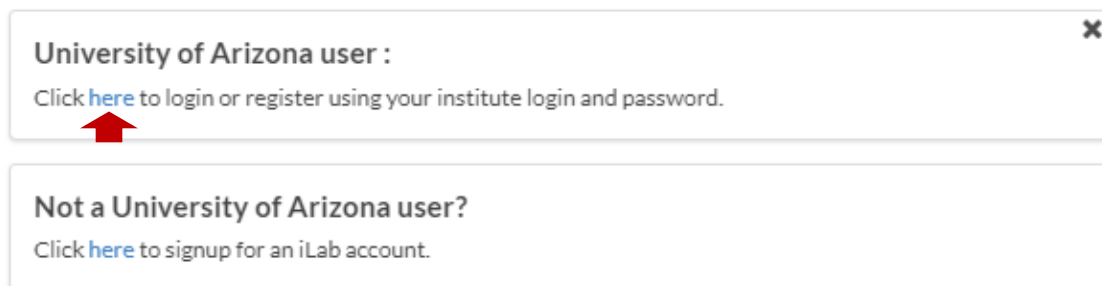 University of Arizona user :
Click here to login or register using your institute login and password.
Not a University of Arizona user?
Click here to signup for an iLab account.